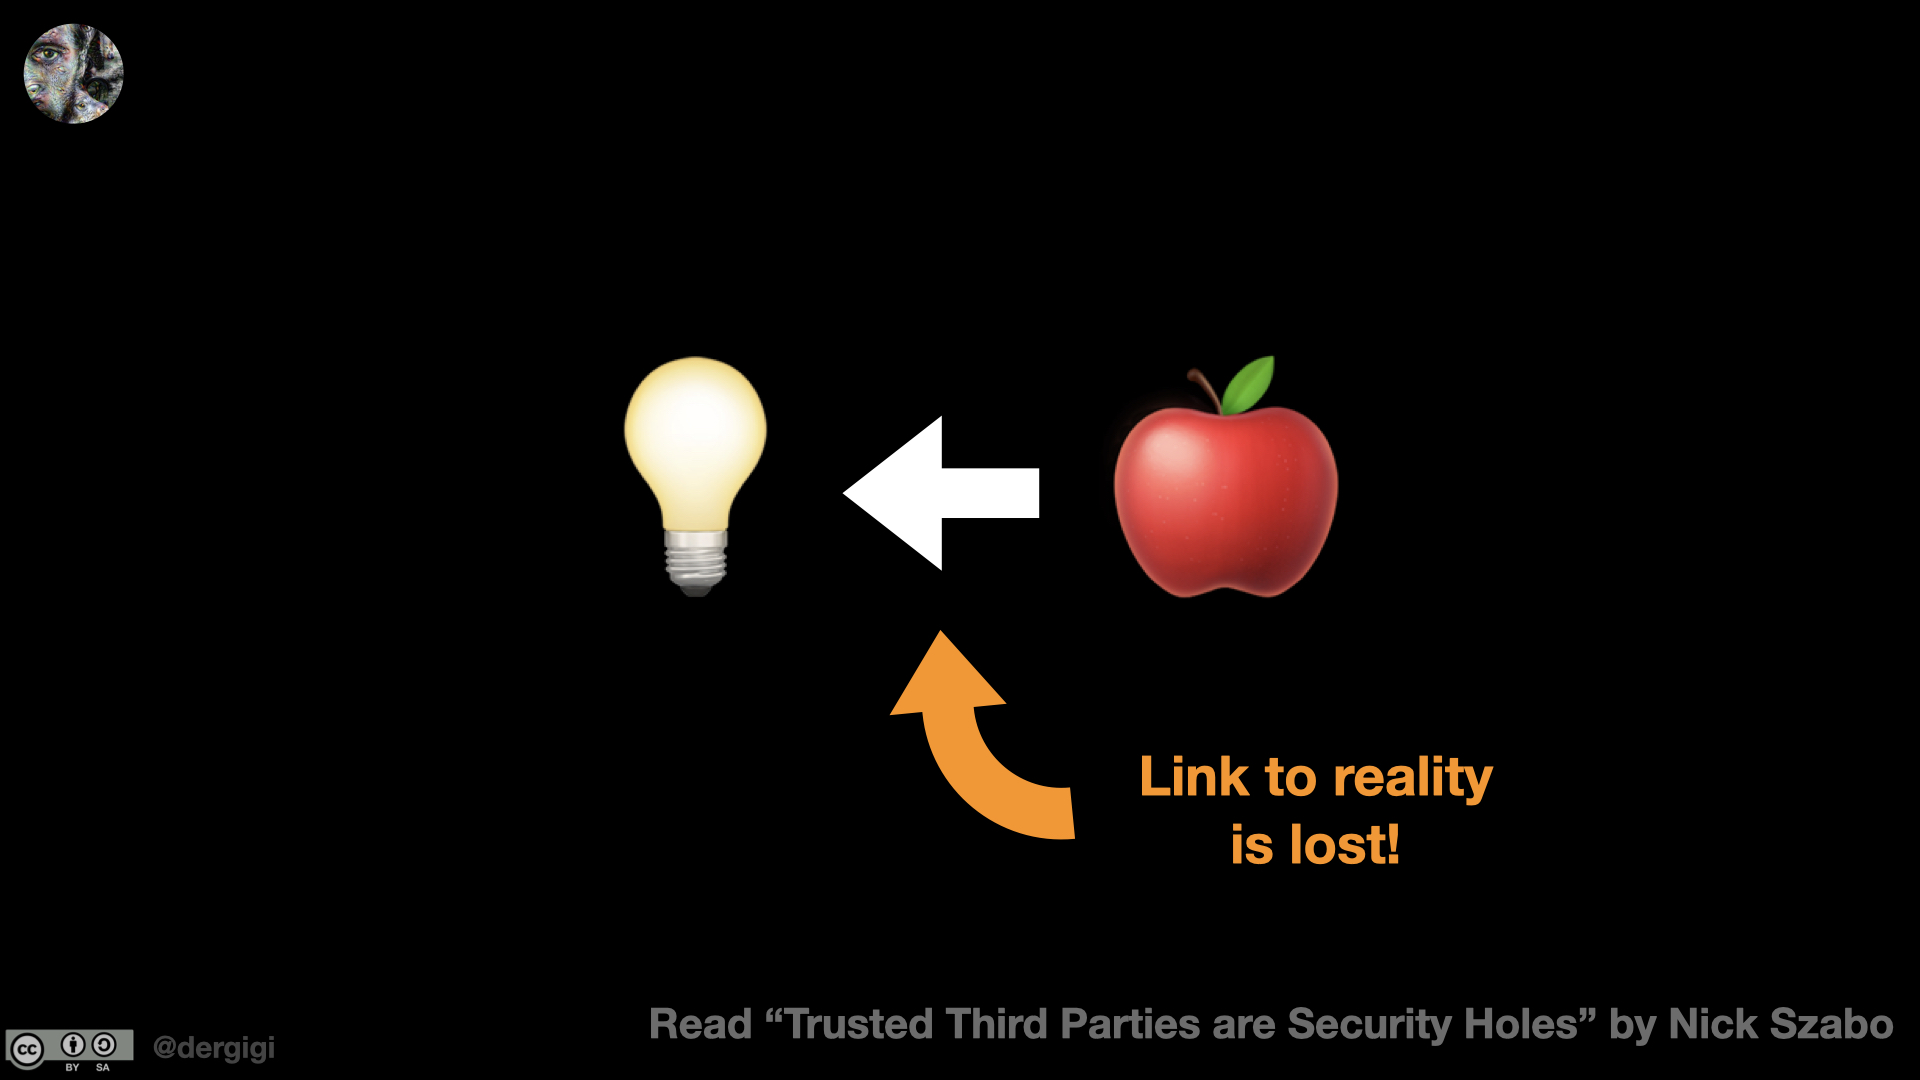 Link to reality
is lost!
Read “Trusted Third Parties are Security Holes” by Nick Szabo
cc
BY SA
@dergigi